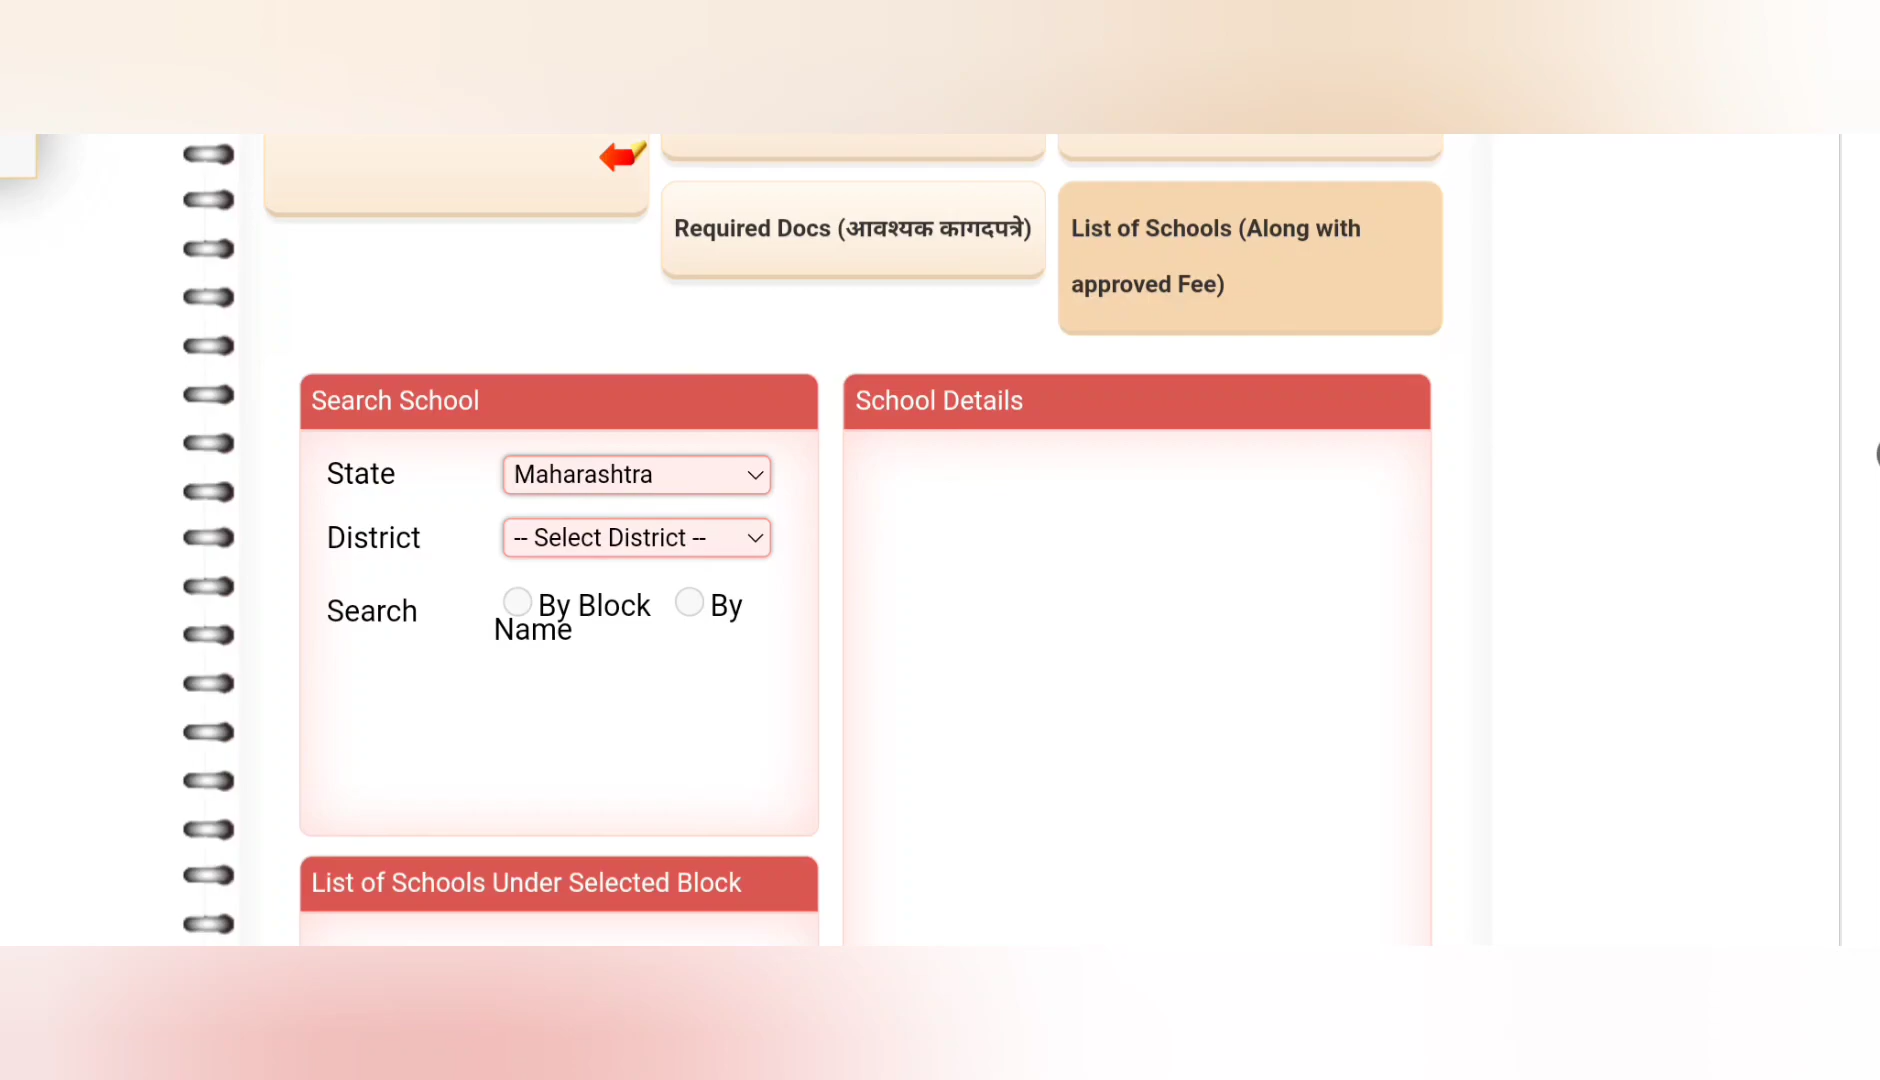 Required Docs (आवश्यक कागदपत्रे)
List of Schools (Along with
approved Fee)
Search School
State
Maharashtra
District
-- Select District --
Search
By Block
By
Name
List of Schools Under Selected Block
School Details